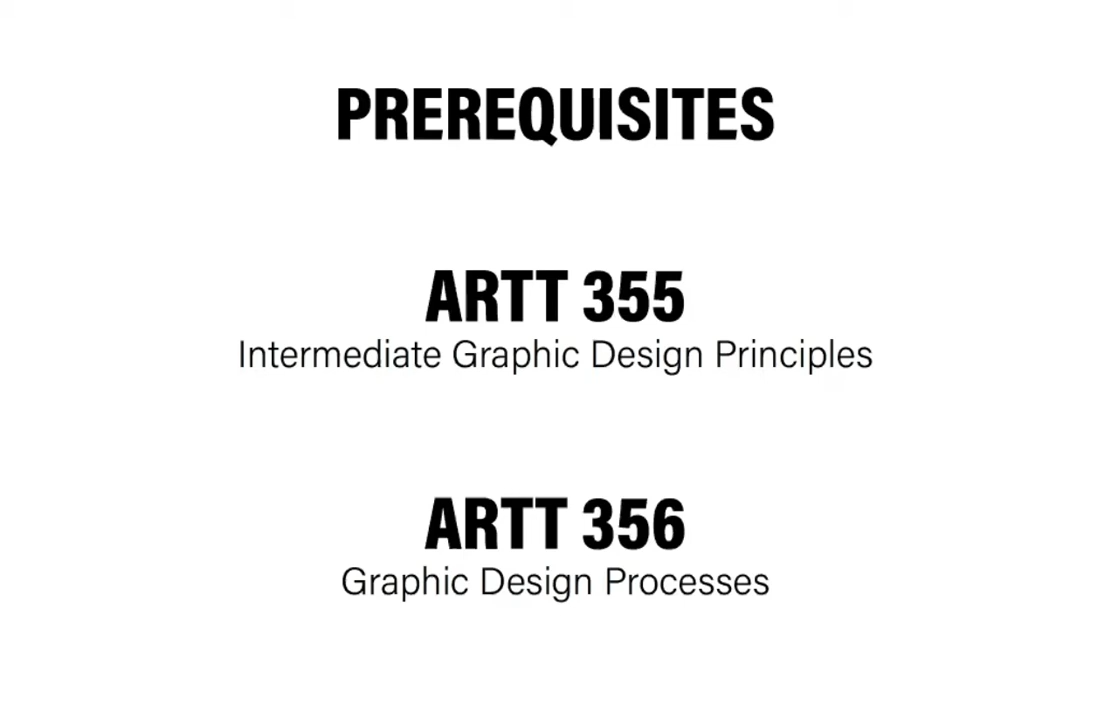 PREREQUISITES
ARTT 355
Intermediate Graphic Design Principles
ARTT 356
Graphic Design Processes